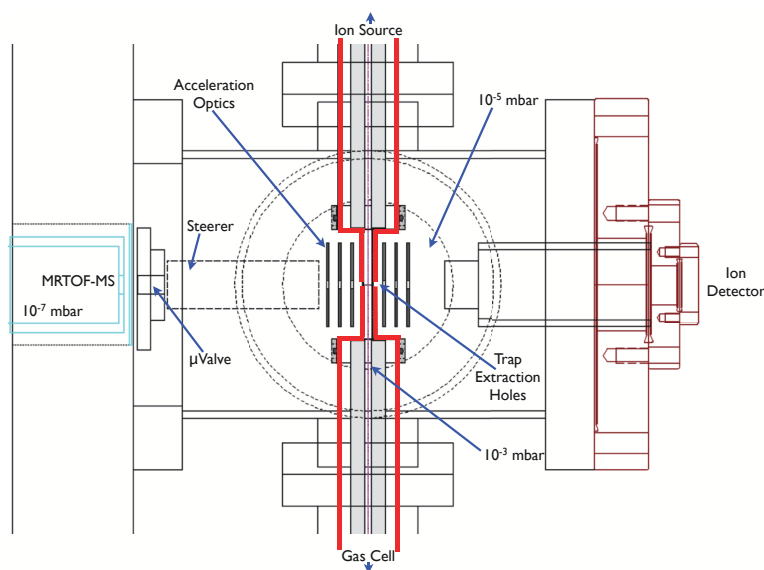 Ion Source
Acceleration
Optics
10⁻⁵ mbar
Steerer
MRTOF-MS
10⁻⁷ mbar
Ion
Detector
µValve
Trap
Extraction
Holes
10⁻³ mbar
Gas Cell